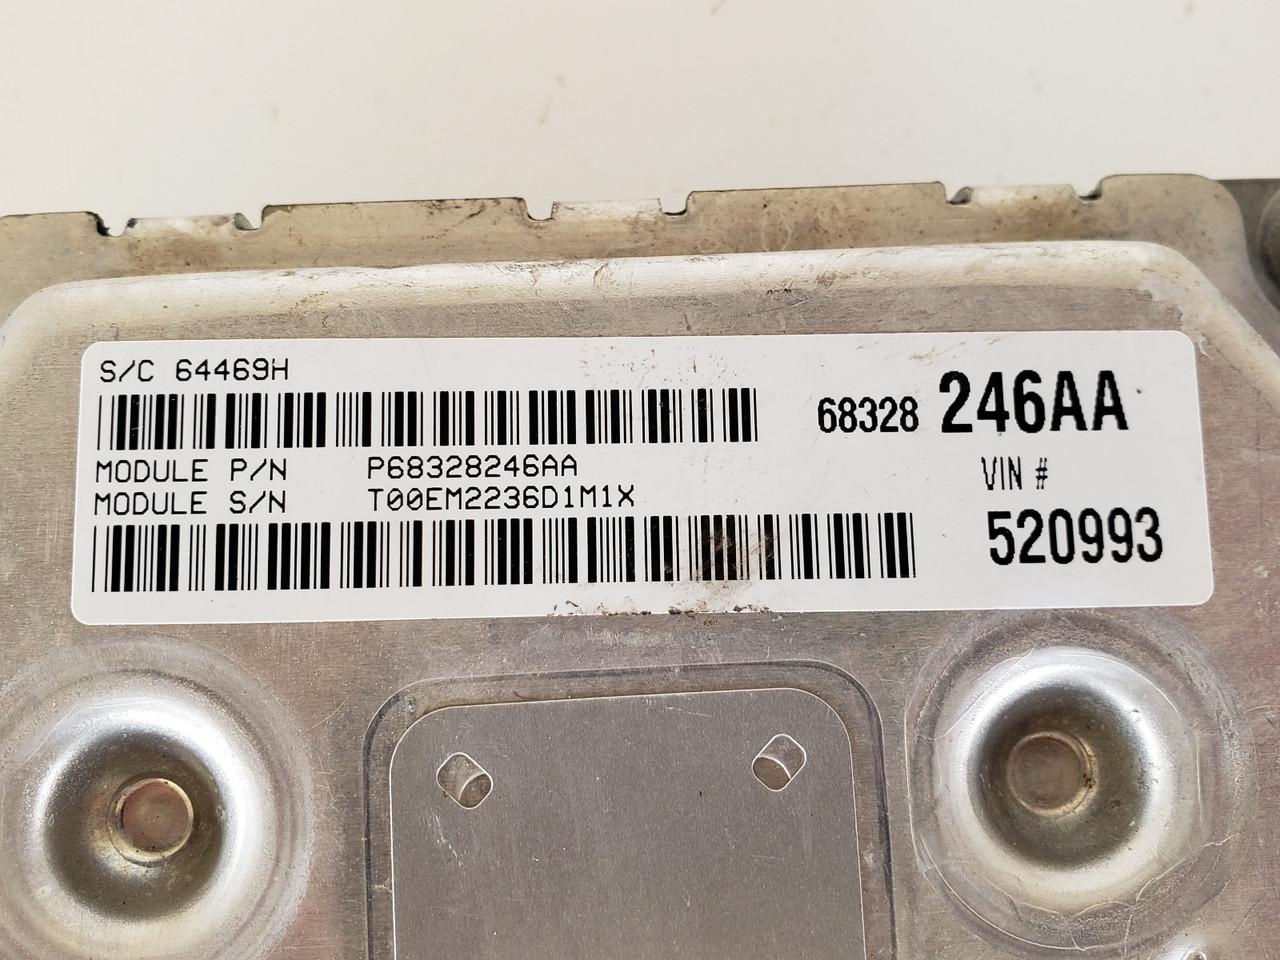 S/C 64469H
68328 246AA
MODULE P/N P68328246AA
MODULE S/N T00EM2236D1M1X
VIN #
520993